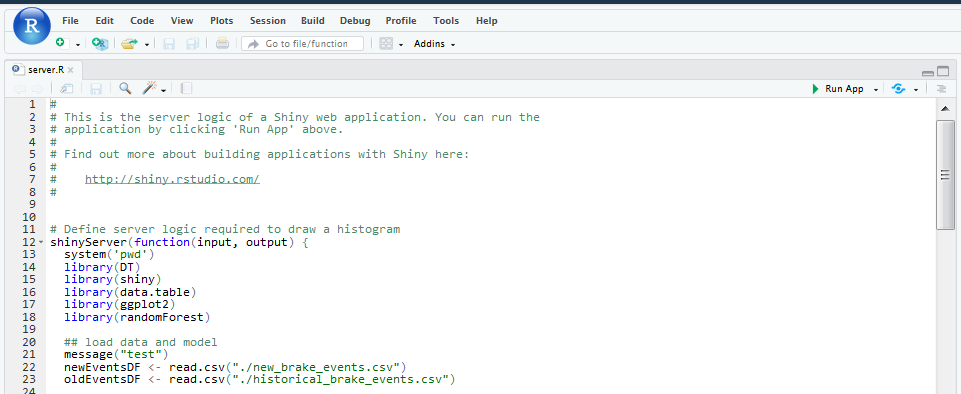 R File Edit Code View Plots Session Build Debug Profile Tools Help
Go to file/function Addins
server.R
Run App
1 #
2 # This is the server logic of a Shiny web application. You can run the
3 # application by clicking 'Run App' above.
4 #
5 # Find out more about building applications with Shiny here:
6 #
7 #    http://shiny.rstudio.com/
8 #
9
10
11 # Define server logic required to draw a histogram
12 shinyServer(function(input, output) {
13   system('pwd')
14   library(DT)
15   library(shiny)
16   library(data.table)
17   library(ggplot2)
18   library(randomForest)
19
20   ## load data and model
21   message("test")
22   newEventsDF <- read.csv("./new_brake_events.csv")
23   oldEventsDF <- read.csv("./historical_brake_events.csv")
24